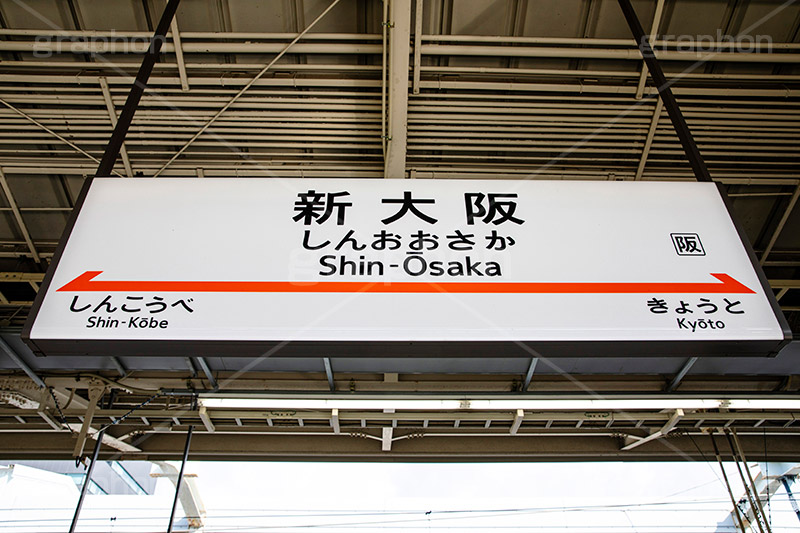 新大阪
しんおおさか
Shin-Ōsaka
阪
しんこうべ
Shin-Kōbe
きょうと
Kyōto
graphon
graphon
graphon